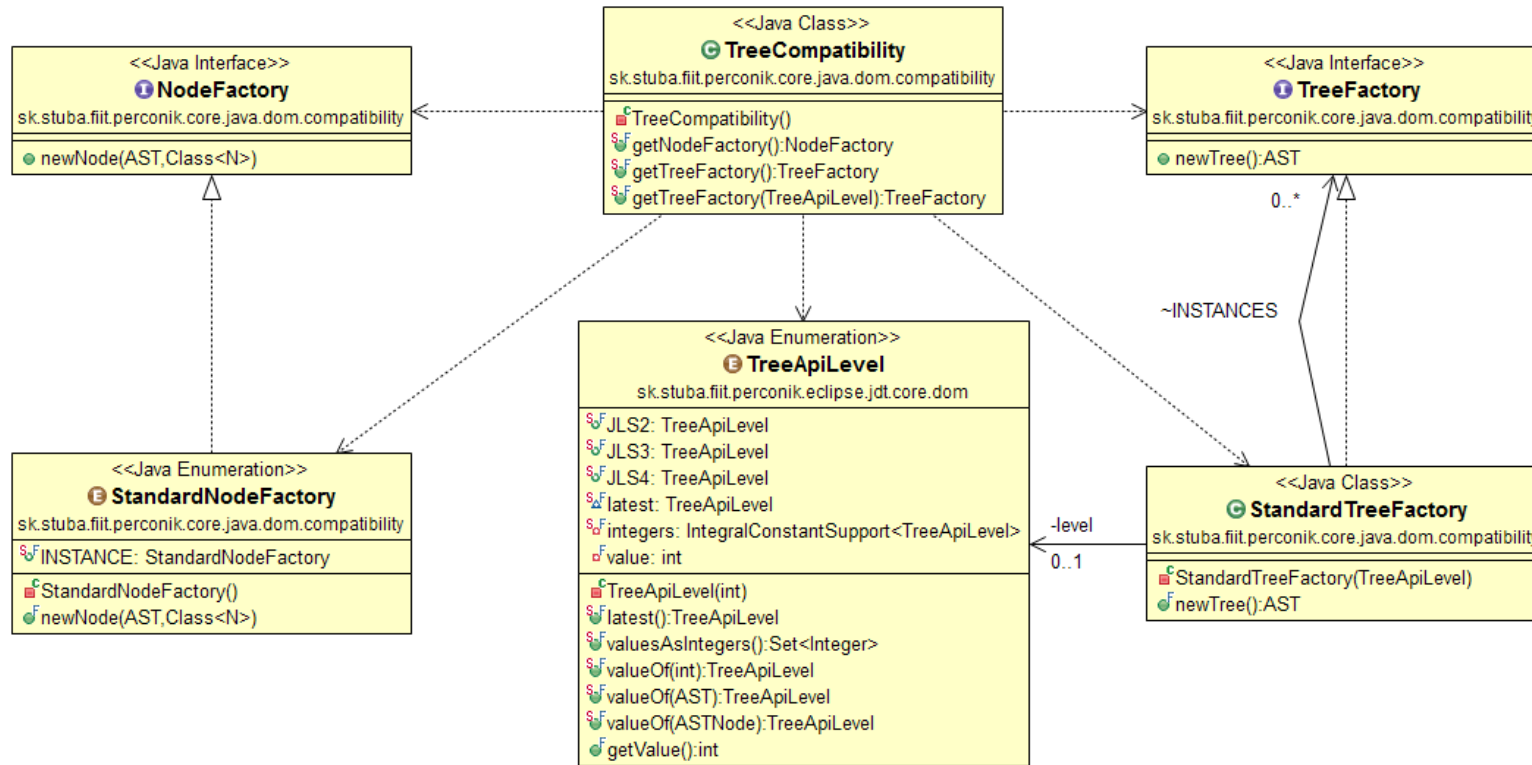 <<Java Class>>
TreeCompatibility
sk.stuba.fiit.perconik.core.java.dom.compatibility
TreeCompatibility()
getNodeFactory():NodeFactory
getTreeFactory():TreeFactory
getTreeFactory(TreeApiLevel):TreeFactory
<<Java Interface>>
NodeFactory
sk.stuba.fiit.perconik.core.java.dom.compatibility
newNode(AST,Class<N>)
<<Java Interface>>
TreeFactory
sk.stuba.fiit.perconik.core.java.dom.compatibility
newTree():AST
0..*
~INSTANCES
<<Java Enumeration>>
TreeApiLevel
sk.stuba.fiit.perconik.eclipse.jdt.core.dom
JLS2: TreeApiLevel
JLS3: TreeApiLevel
JLS4: TreeApiLevel
latest: TreeApiLevel
integers: IntegralConstantSupport<TreeApiLevel>
value: int
TreeApiLevel(int)
latest():TreeApiLevel
valuesAsIntegers():Set<Integer>
valueOf(int):TreeApiLevel
valueOf(AST):TreeApiLevel
valueOf(ASTNode):TreeApiLevel
getValue():int
<<Java Enumeration>>
StandardNodeFactory
sk.stuba.fiit.perconik.core.java.dom.compatibility
INSTANCE: StandardNodeFactory
StandardNodeFactory()
newNode(AST,Class<N>)
-level
0..1
<<Java Class>>
StandardTreeFactory
sk.stuba.fiit.perconik.core.java.dom.compatibility
StandardTreeFactory(TreeApiLevel)
newTree():AST